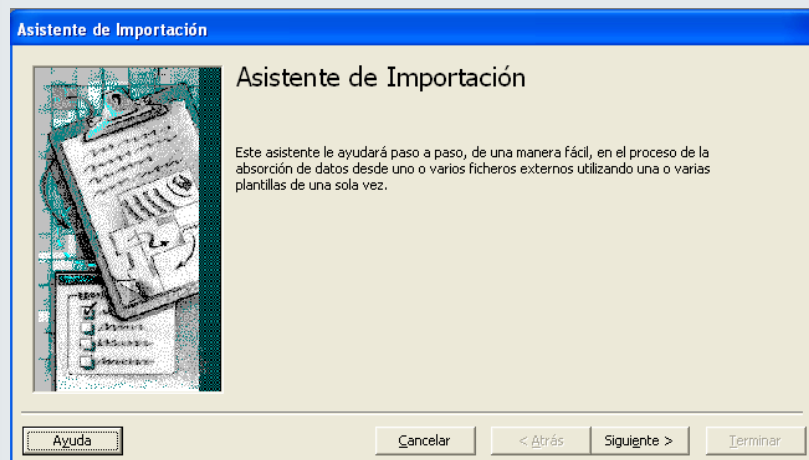 Asistente de Importación
Asistente de Importación
Este asistente le ayudará paso a paso, de una manera fácil, en el proceso de la
absorción de datos desde uno o varios ficheros externos utilizando una o varias
plantillas de una sola vez.
Ayuda
Cancelar
< Atrás
Siguiente >
Terminar